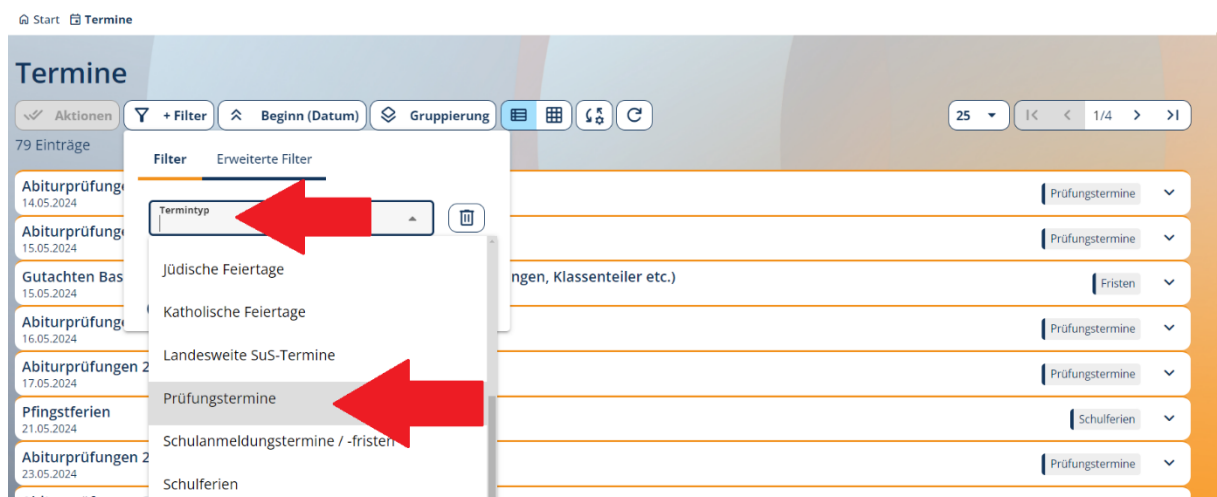 Start Termine
Termine
Aktionen + Filter Beginn (Datum) Gruppierung 25 1/4
79 Einträge
Filter Erweiterte Filter
Abiturprüfunge
14.05.2024
Prüfungstermine
Termintyp
Abiturprüfunge
15.05.2024
Prüfungstermine
Gutachten Bas ngen, Klassenteiler etc.)
15.05.2024
Fristen
Jüdische Feiertage
Katholische Feiertage
Abiturprüfunge
16.05.2024
Prüfungstermine
Landesweite SuS-Termine
Abiturprüfungen 2
17.05.2024
Prüfungstermine
Prüfungstermine
Pfingstferien
21.05.2024
Schulferien
Schulanmeldungstermine / -fristen
Abiturprüfungen 2
23.05.2024
Prüfungstermine
Schulferien